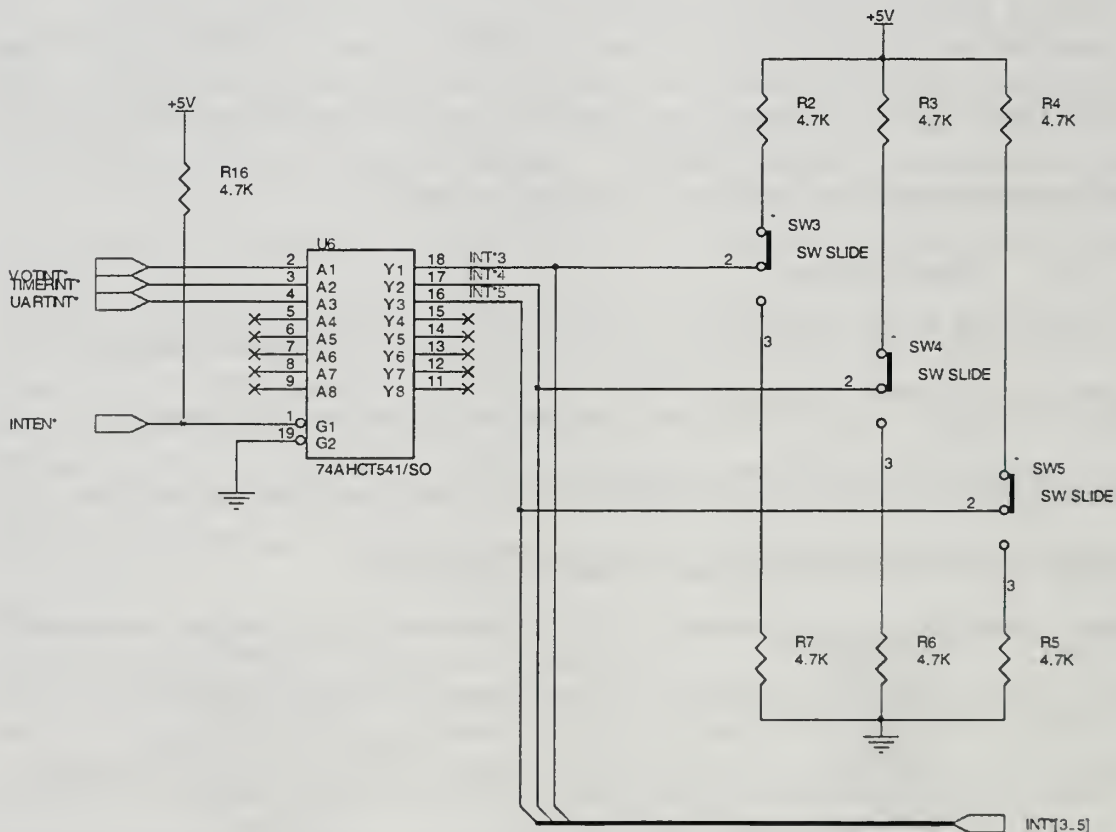 +5V
R2
4.7K
R3
4.7K
R4
4.7K
+5V
R16
4.7K
SW3
SW SLIDE
U6
VOTINT*
TIMERINT*
UARTINT*
2 A1 Y1 18 INT*3
3 A2 Y2 17 INT*4
4 A3 Y3 16 INT*5
5 A4 Y4 15
6 A5 Y5 14
7 A6 Y6 13
8 A7 Y7 12
9 A8 Y8 11
INTEN*
1 G1
19 G2
74AHCT541/SO
2
3
SW4
SW SLIDE
2
3
SW5
SW SLIDE
2
3
R7
4.7K
R6
4.7K
R5
4.7K
INT*[3..5]